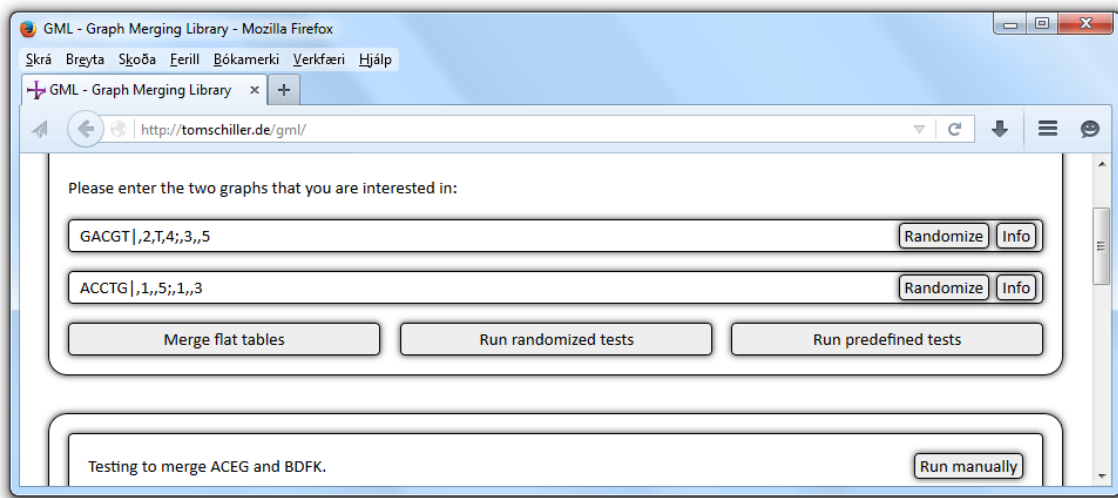 GML - Graph Merging Library - Mozilla Firefox
Skrá Breyta Skoða Ferill Bókamerki Verkfæri Hjálp
GML - Graph Merging Library × +
http://tomschiller.de/gml/
Please enter the two graphs that you are interested in:
GACGT|,2,T,4;,3,,5 Randomize Info
ACCTG|,1,,5;,1,,3 Randomize Info
Merge flat tables Run randomized tests Run predefined tests
Testing to merge ACEG and BDFK. Run manually